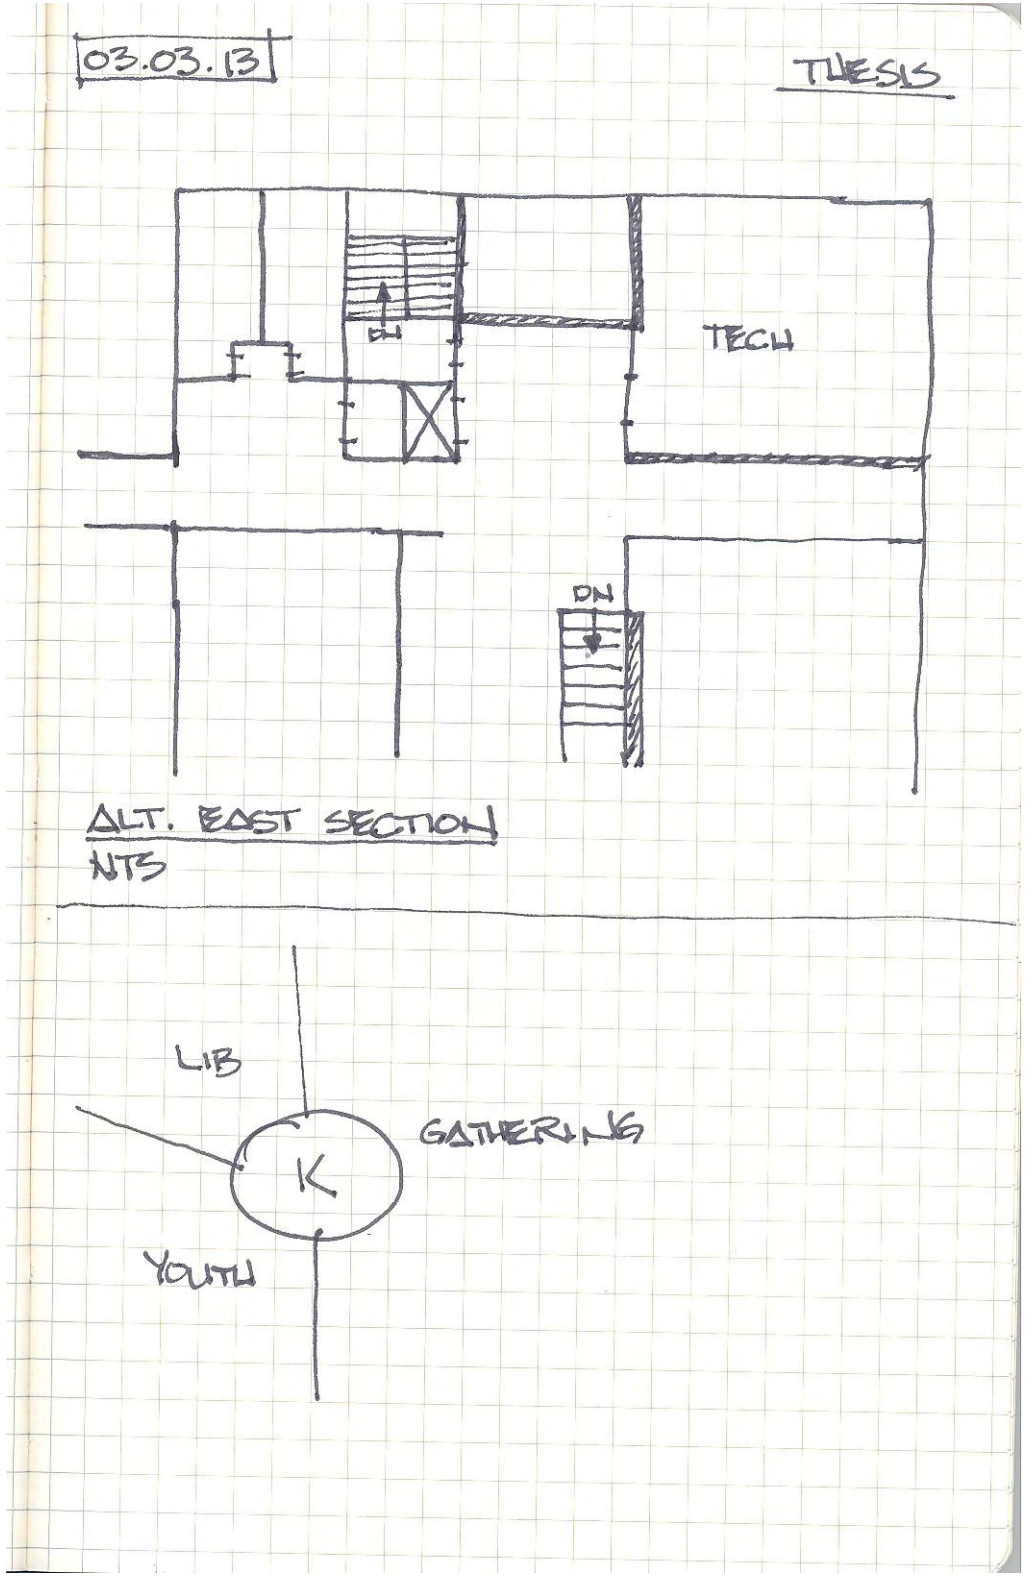 03.03.13
THESIS
DN
TECH
DN
ALT. EAST SECTION
NTS
LIB
GATHERING
K
YOUTH